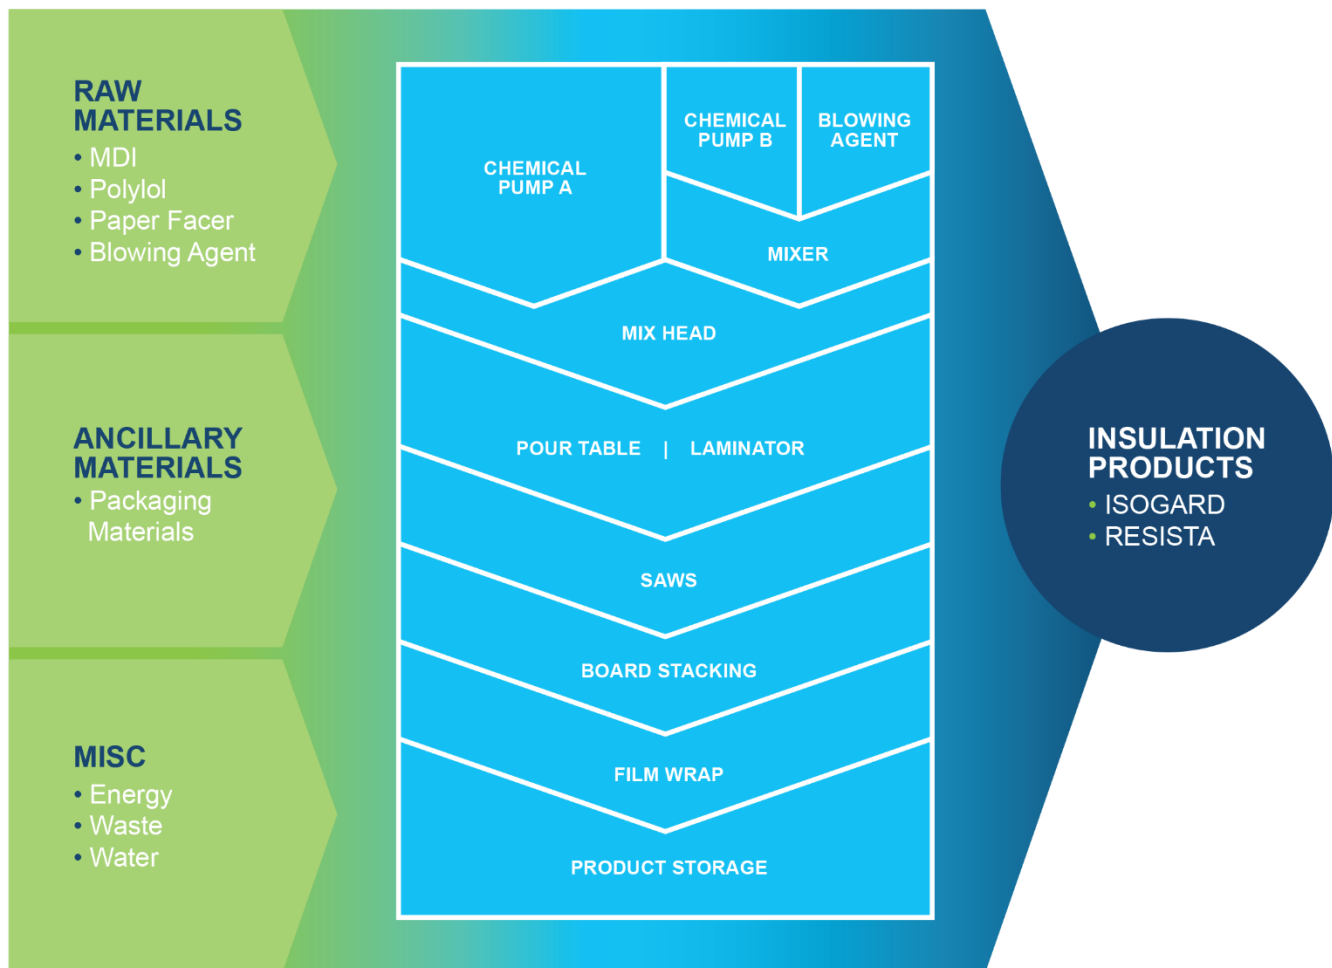 RAW
MATERIALS
• MDI
• Polylol
• Paper Facer
• Blowing Agent
ANCILLARY
MATERIALS
• Packaging
Materials
MISC
• Energy
• Waste
• Water
CHEMICAL
PUMP A
CHEMICAL
PUMP B
BLOWING
AGENT
MIXER
MIX HEAD
POUR TABLE | LAMINATOR
SAWS
BOARD STACKING
FILM WRAP
PRODUCT STORAGE
INSULATION
PRODUCTS
• ISOGARD
• RESISTA